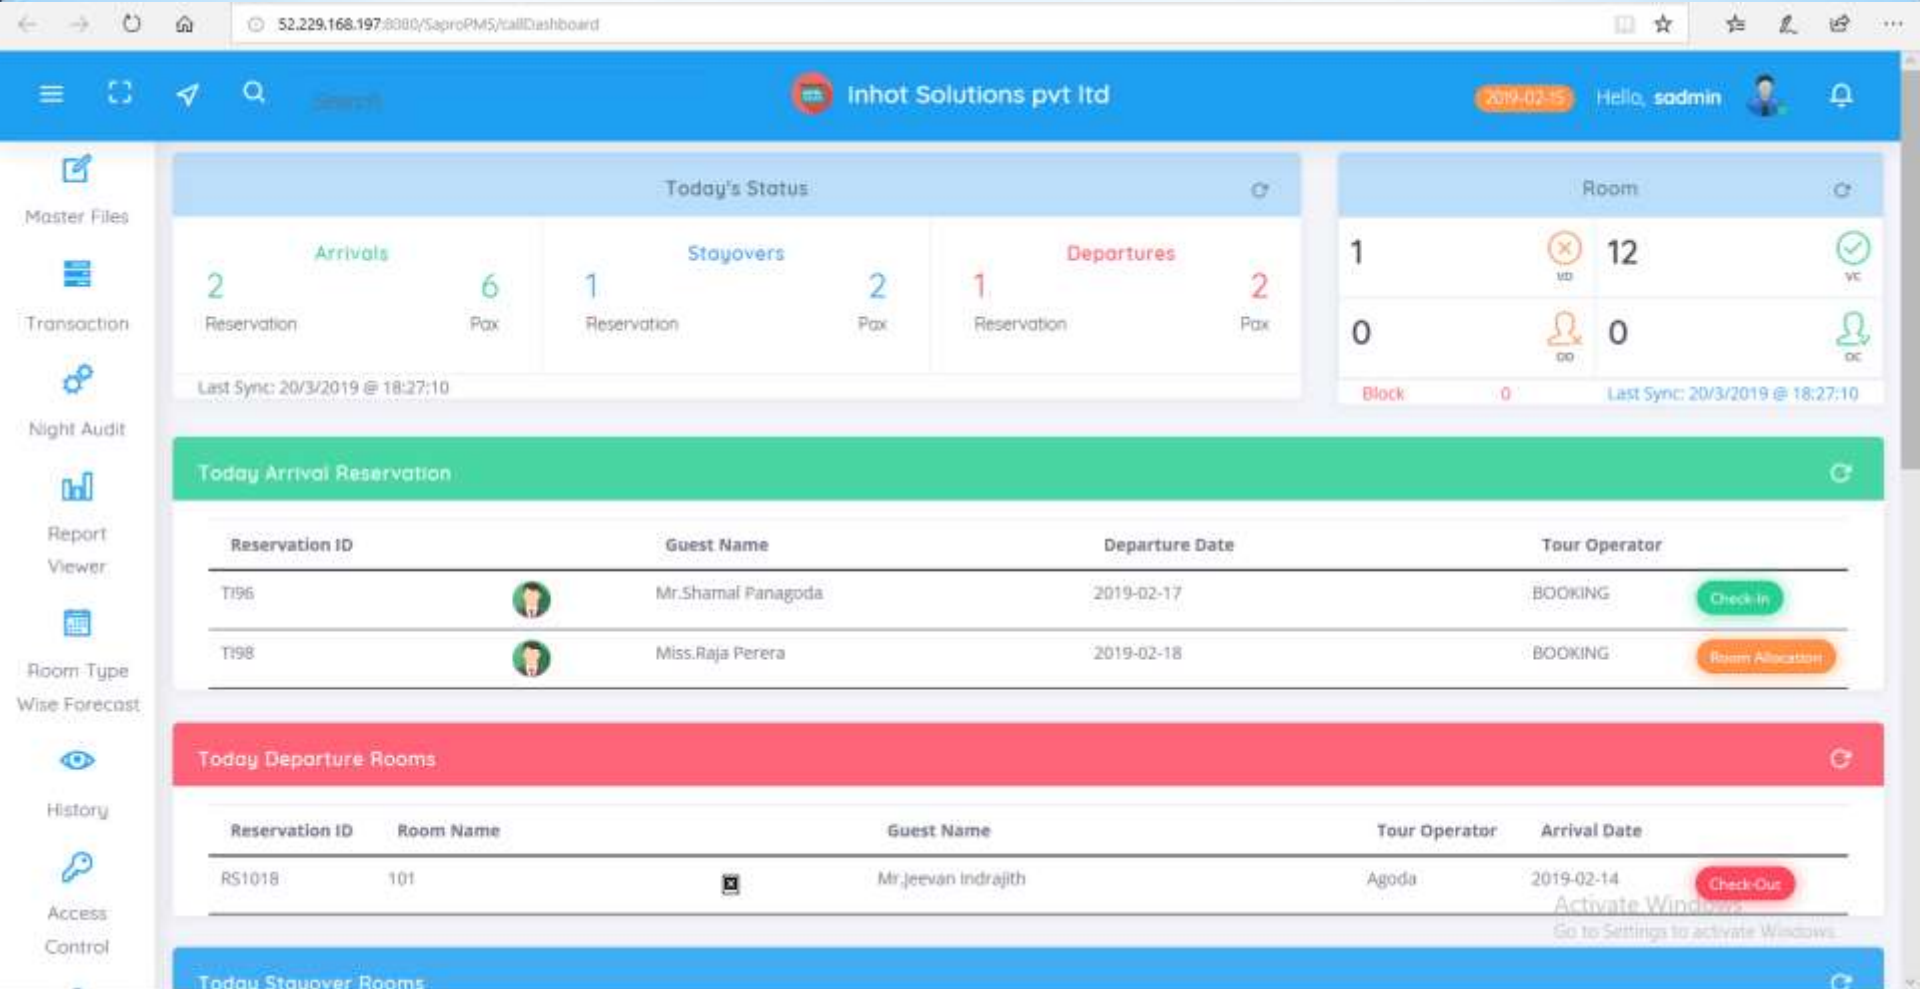 52.229.168.197:8080/SaproPMS/callDashboard
Search
Inhot Solutions pvt ltd
2019-02-15
Hello, sadmin
Master Files
Transaction
Night Audit
Report
Viewer
Room Type
Wise Forecast
History
Access
Control
Today's Status
Arrivals
2
6
Reservation
Pax
Stayovers
1
2
Reservation
Pax
Departures
1
2
Reservation
Pax
Last Sync: 20/3/2019 @ 18:27:10
Room
1
VD
12
VC
0
OD
0
OC
Block 0
Last Sync: 20/3/2019 @ 18:27:10
Today Arrival Reservation
Reservation ID Guest Name Departure Date Tour Operator
TI96 Mr.Shamal Panagoda 2019-02-17 BOOKING Check-In
TI98 Miss.Raja Perera 2019-02-18 BOOKING Room Allocation
Today Departure Rooms
Reservation ID Room Name Guest Name Tour Operator Arrival Date
RS1018 101 Mr.Jeevan Indrajith Agoda 2019-02-14 Check-Out
Activate Windows
Go to Settings to activate Windows.
Today Stayover Rooms